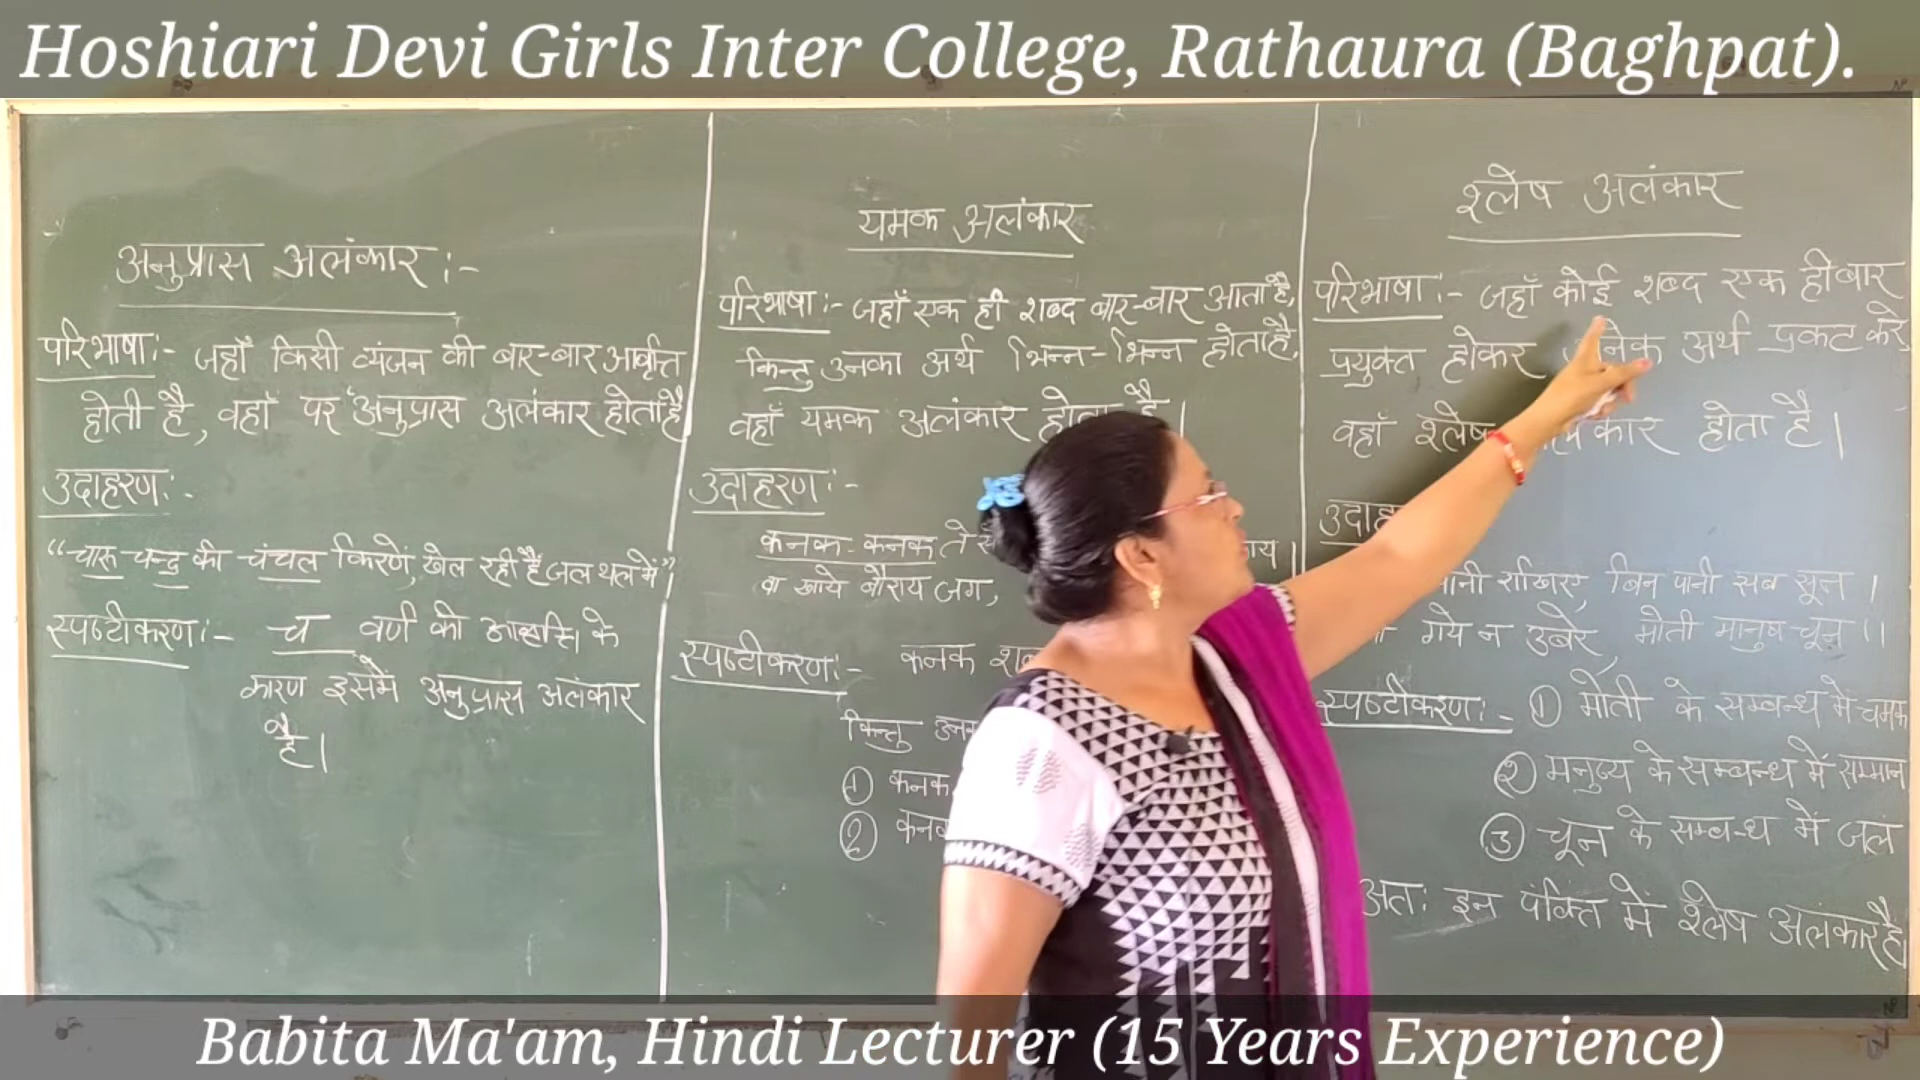 Hoshiari Devi Girls Inter College, Rathaura (Baghpat).
अनुप्रास अलंकार :-
परिभाषा :- जहाँ किसी व्यंजन की बार-बार आवृत्ति
होती है, वहाँ पर अनुप्रास अलंकार होता है
उदाहरण :-
“चारू चन्द्र की चंचल किरणें, खेल रही हैं जल थल में”
स्पष्टीकरण :- च वर्ण की आवृत्ति के
कारण इसमें अनुप्रास अलंकार
है।
यमक अलंकार
परिभाषा :- जहाँ एक ही शब्द बार-बार आता है,
किन्तु उनका अर्थ भिन्न-भिन्न होता है,
वहाँ यमक अलंकार होता है।
उदाहरण :-
कनक-कनक ते
वा खाये बौराय जग,
स्पष्टीकरण :- कनक
किन्तु
① कनक
②
श्लेष अलंकार
परिभाषा :- जहाँ कोई शब्द एक ही बार
प्रयुक्त होकर अनेक अर्थ प्रकट करे,
वहाँ श्लेष अलंकार होता है।
पानी राखिए, बिन पानी सब सून।
गये न उबरे, मोती मानुष चून।।
स्पष्टीकरण :- ① मोती के सम्बन्ध में चमक
② मनुष्य के सम्बन्ध में सम्मान
③ चून के सम्बन्ध में जल
अतः इन पंक्ति में श्लेष अलंकार है।
Babita Ma'am, Hindi Lecturer (15 Years Experience)